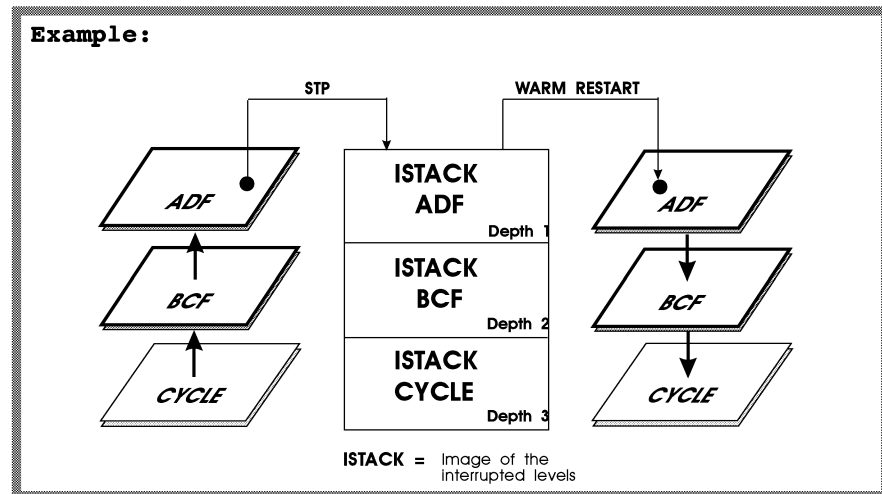 Example:
STP
WARM RESTART
ADF
BCF
CYCLE
ISTACK
ADF
Depth 1
ISTACK
BCF
Depth 2
ISTACK
CYCLE
Depth 3
ADF
BCF
CYCLE
ISTACK = Image of the
interrupted levels